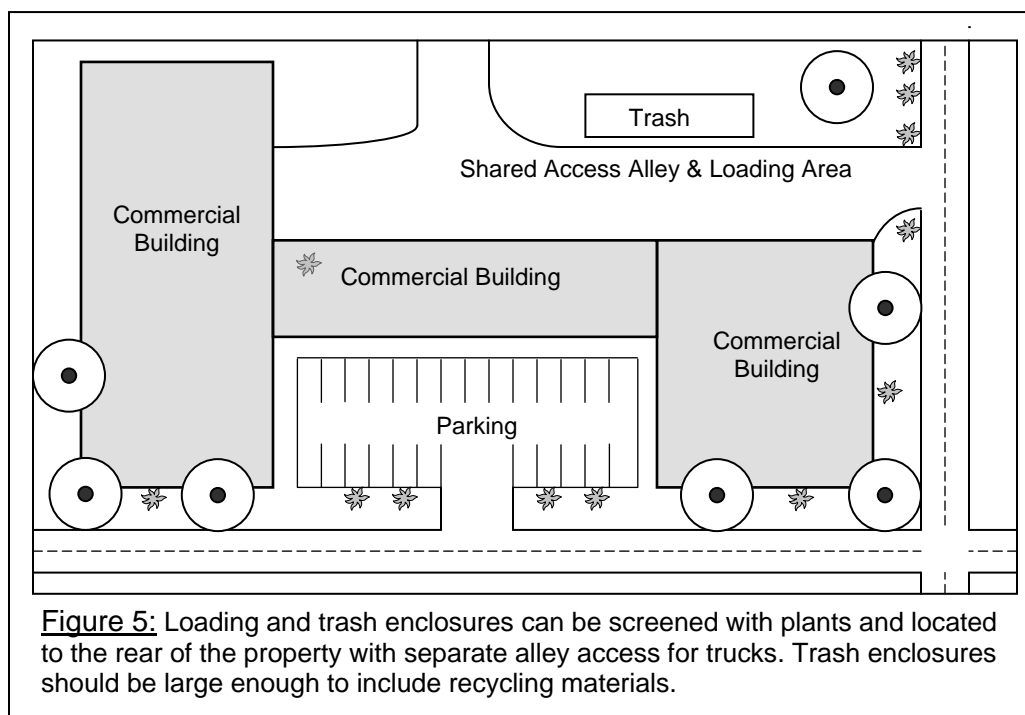 Trash
Shared Access Alley & Loading Area
Commercial
Building
Commercial Building
Commercial
Building
Parking
Figure 5: Loading and trash enclosures can be screened with plants and located
to the rear of the property with separate alley access for trucks. Trash enclosures
should be large enough to include recycling materials.